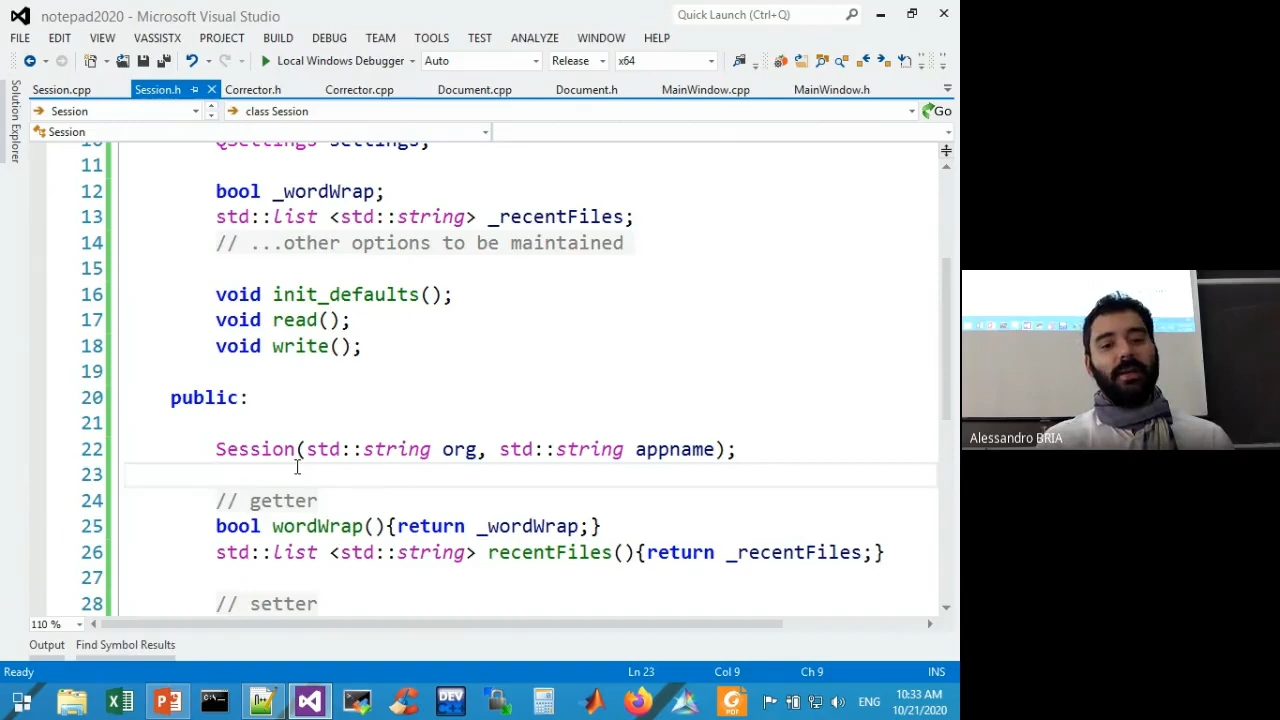 notepad2020 - Microsoft Visual Studio
Quick Launch (Ctrl+Q)
FILE EDIT VIEW VASSISTX PROJECT BUILD DEBUG TEAM TOOLS TEST ANALYZE WINDOW HELP
Local Windows Debugger Auto Release x64
Solution Explorer
Session.cpp Session.h Corrector.h Corrector.cpp Document.cpp Document.h MainWindow.cpp MainWindow.h
Session class Session Go
Session
10 QSettings settings;
11
12 bool _wordWrap;
13 std::list <std::string> _recentFiles;
14 // ...other options to be maintained
15
16 void init_defaults();
17 void read();
18 void write();
19
20 public:
21
22 Session(std::string org, std::string appname);
23
24 // getter
25 bool wordWrap(){return _wordWrap;}
26 std::list <std::string> recentFiles(){return _recentFiles;}
27
28 // setter
110 %
Output Find Symbol Results
Ready Ln 23 Col 9 Ch 9 INS
DEV C++
PDF
ENG
10:33 AM
10/21/2020
Alessandro BRIA